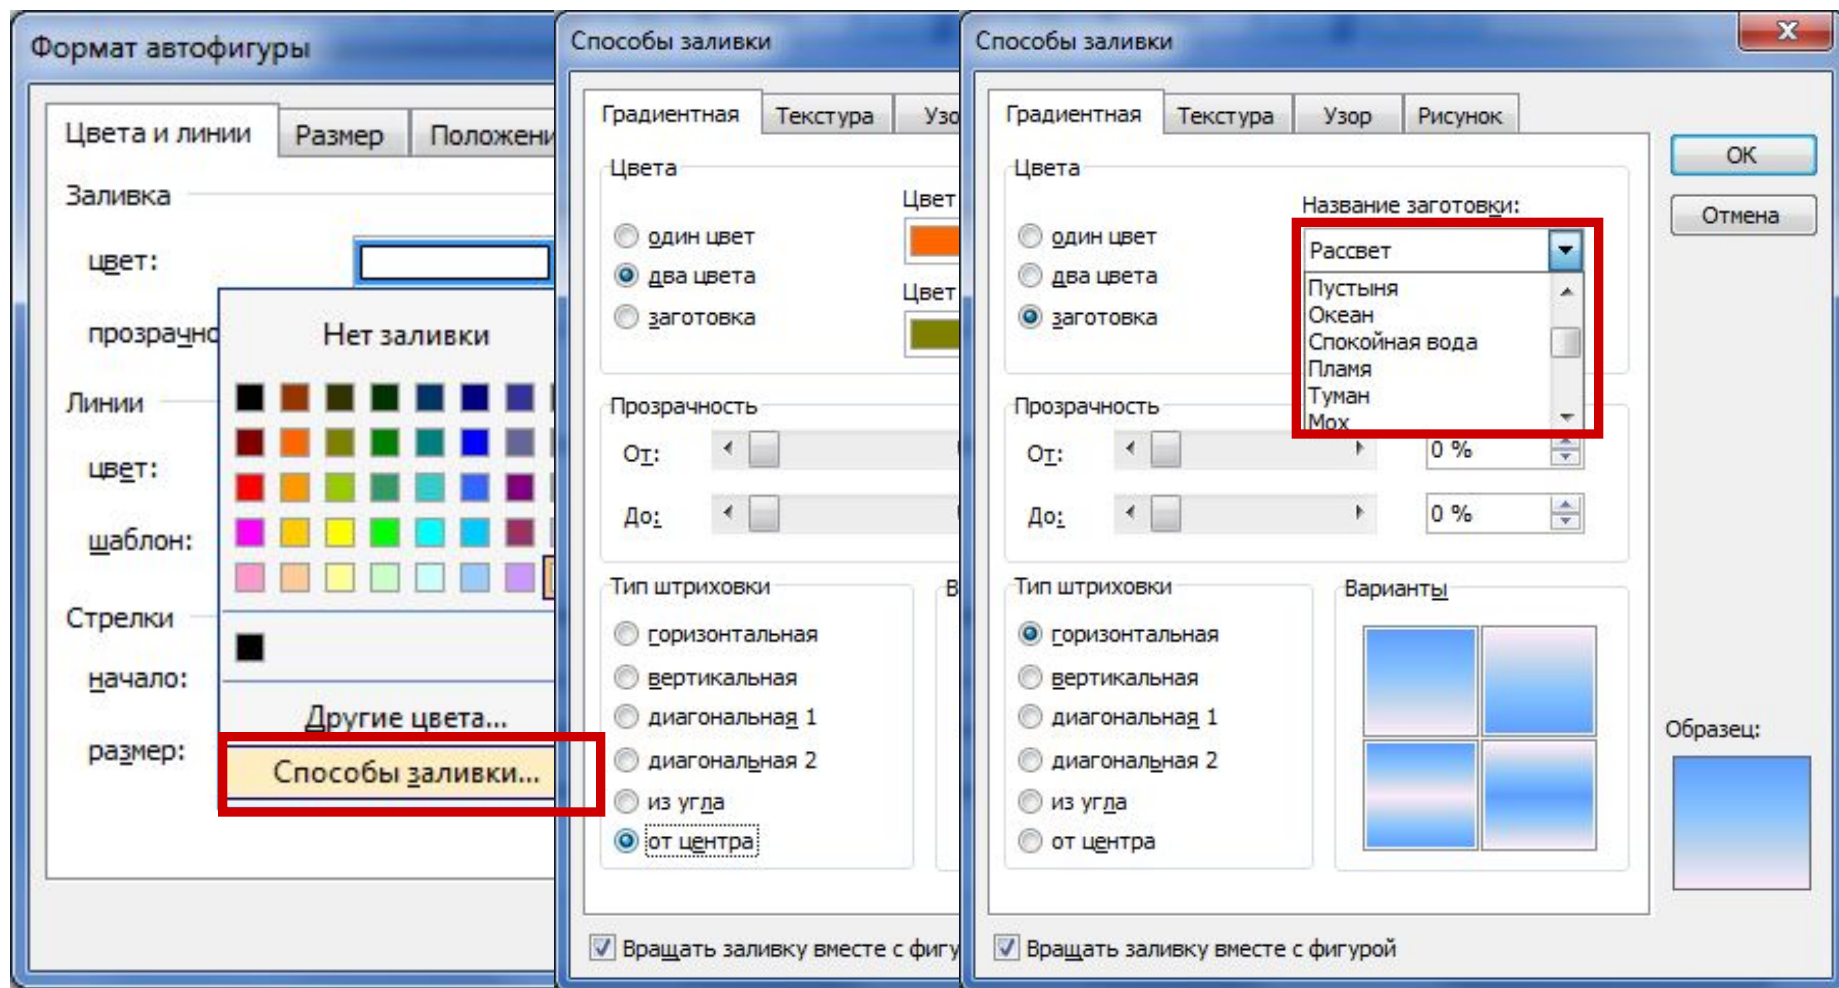 Формат автофигуры
Цвета и линии
Размер
Положени
Заливка
цвет:
прозрачно
Нет заливки
Линии
цвет:
шаблон:
Стрелки
начало:
размер:
Другие цвета...
Способы заливки...
Способы заливки
Градиентная
Текстура
Узо
Цвета
один цвет
два цвета
заготовка
Цвет
Цвет
Прозрачность
От:
До:
Тип штриховки
В
горизонтальная
вертикальная
диагональная 1
диагональная 2
из угла
от центра
Вращать заливку вместе с фигу
Способы заливки
Градиентная
Текстура
Узор
Рисунок
ОК
Отмена
Цвета
один цвет
два цвета
заготовка
Название заготовки:
Рассвет
Пустыня
Океан
Спокойная вода
Пламя
Туман
Мох
Прозрачность
От:
0 %
До:
0 %
Тип штриховки
горизонтальная
вертикальная
диагональная 1
диагональная 2
из угла
от центра
Варианты
Образец:
Вращать заливку вместе с фигурой